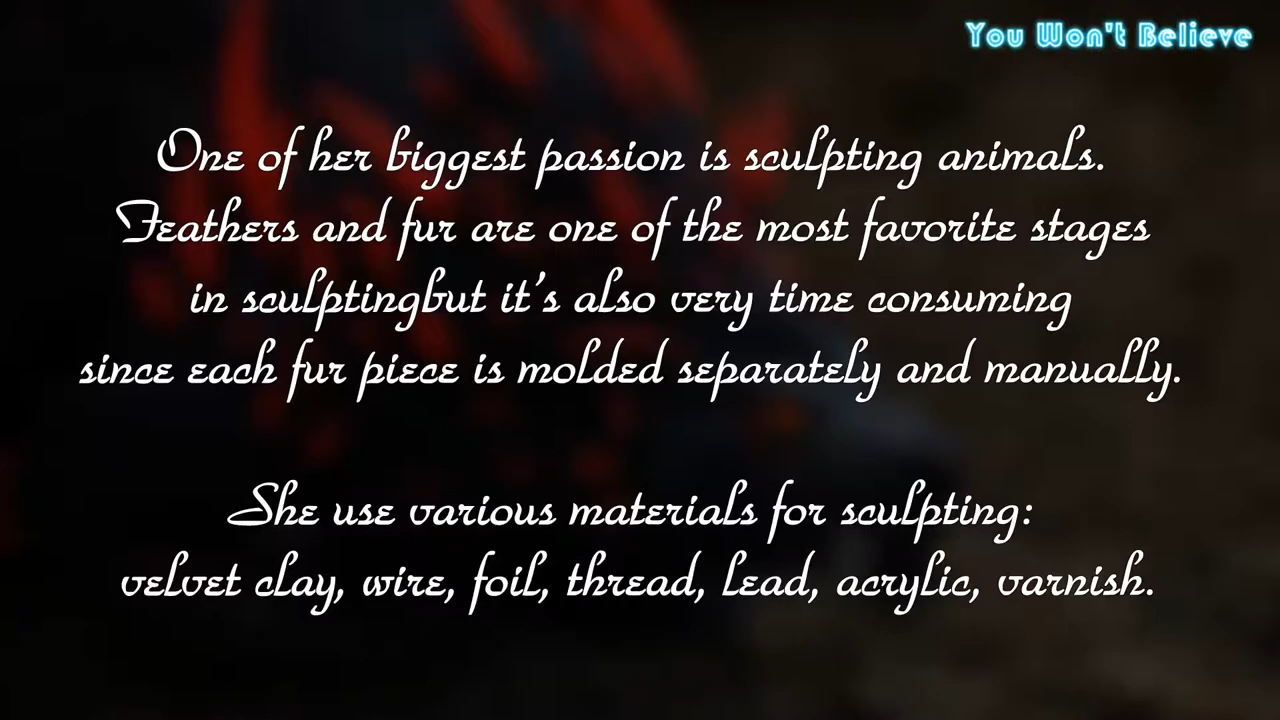 You Won't Believe
One of her biggest passion is sculpting animals.
Feathers and fur are one of the most favorite stages
in sculptingbut it's also very time consuming
since each fur piece is molded separately and manually.
She use various materials for sculpting:
velvet clay, wire, foil, thread, lead, acrylic, varnish.